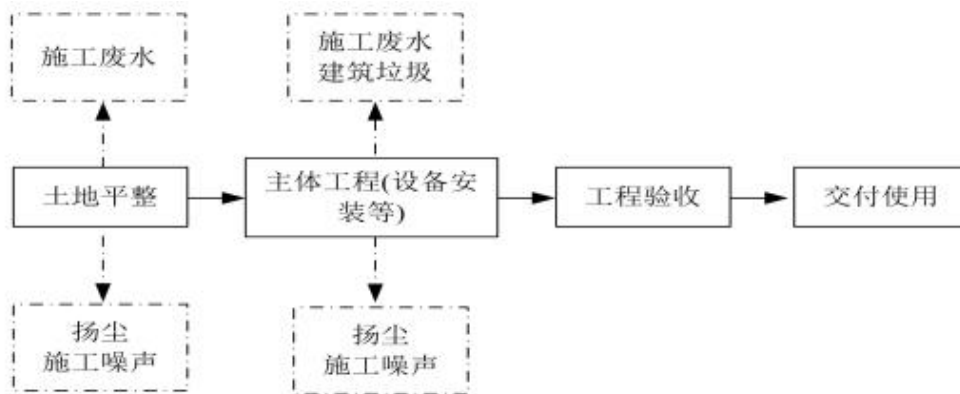 施工废水
施工废水
建筑垃圾
土地平整
主体工程(设备安
装等)
工程验收
交付使用
扬尘
施工噪声
扬尘
施工噪声